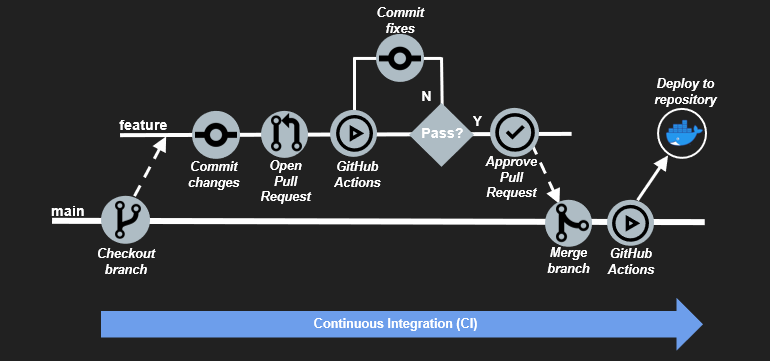 Commit
fixes
Deploy to
repository
N
feature
Pass?
Y
Commit
changes
Open
Pull
Request
GitHub
Actions
Approve
Pull
Request
main
Checkout
branch
Merge
branch
GitHub
Actions
Continuous Integration (CI)